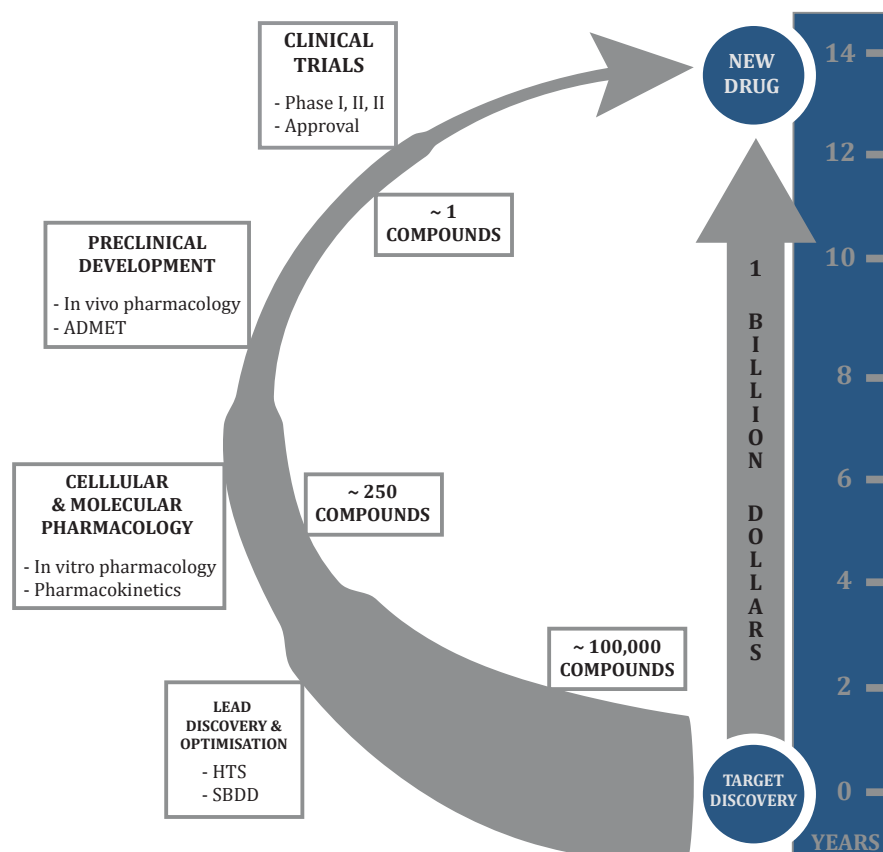 CLINICAL
TRIALS
- Phase I, II, II
- Approval
NEW
DRUG
~ 1
COMPOUNDS
PRECLINICAL
DEVELOPMENT
- In vivo pharmacology
- ADMET
CELLLULAR
& MOLECULAR
PHARMACOLOGY
- In vitro pharmacology
- Pharmacokinetics
~ 250
COMPOUNDS
~ 100,000
COMPOUNDS
LEAD
DISCOVERY &
OPTIMISATION
- HTS
- SBDD
1 BILLION DOLLARS
TARGET
DISCOVERY
14
12
10
8
6
4
2
0
YEARS